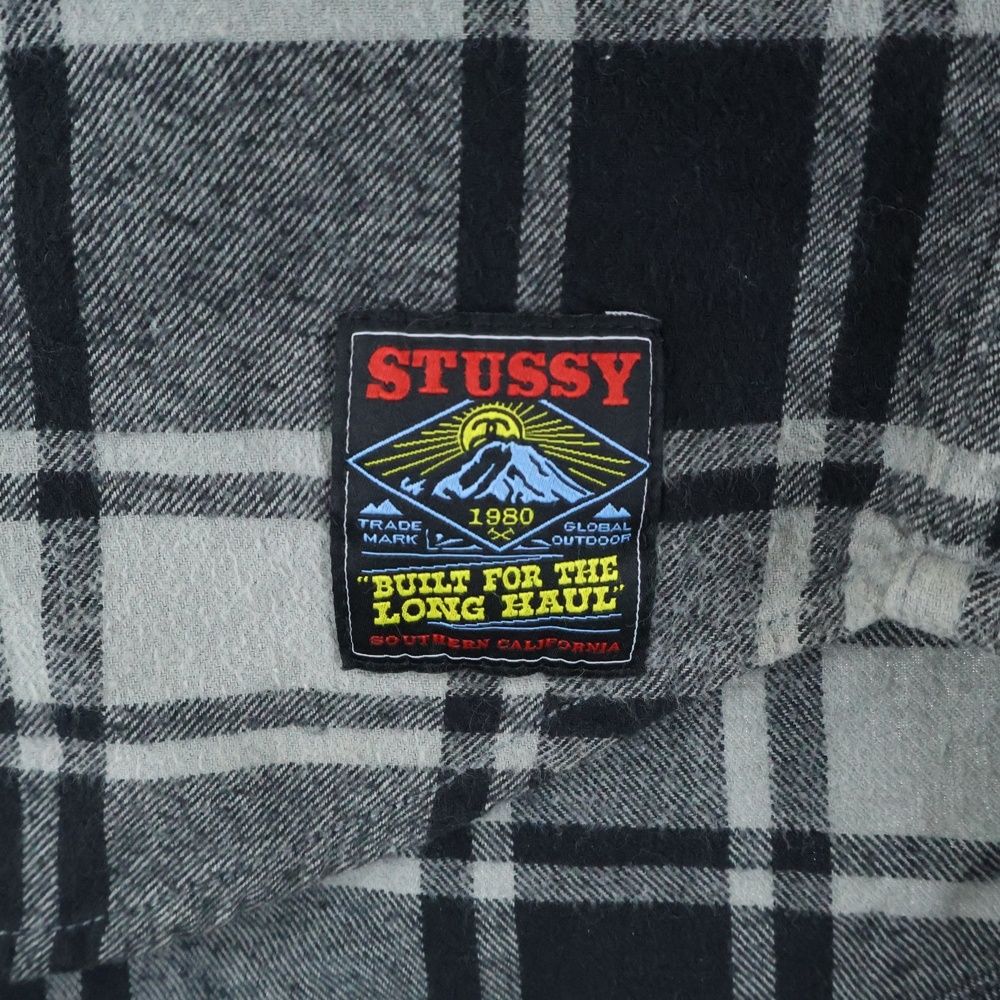 STUSSY
1980
TRADE MARK
GLOBAL OUTDOOR
"BUILT FOR THE
LONG HAUL"
SOUTHERN CALIFORNIA